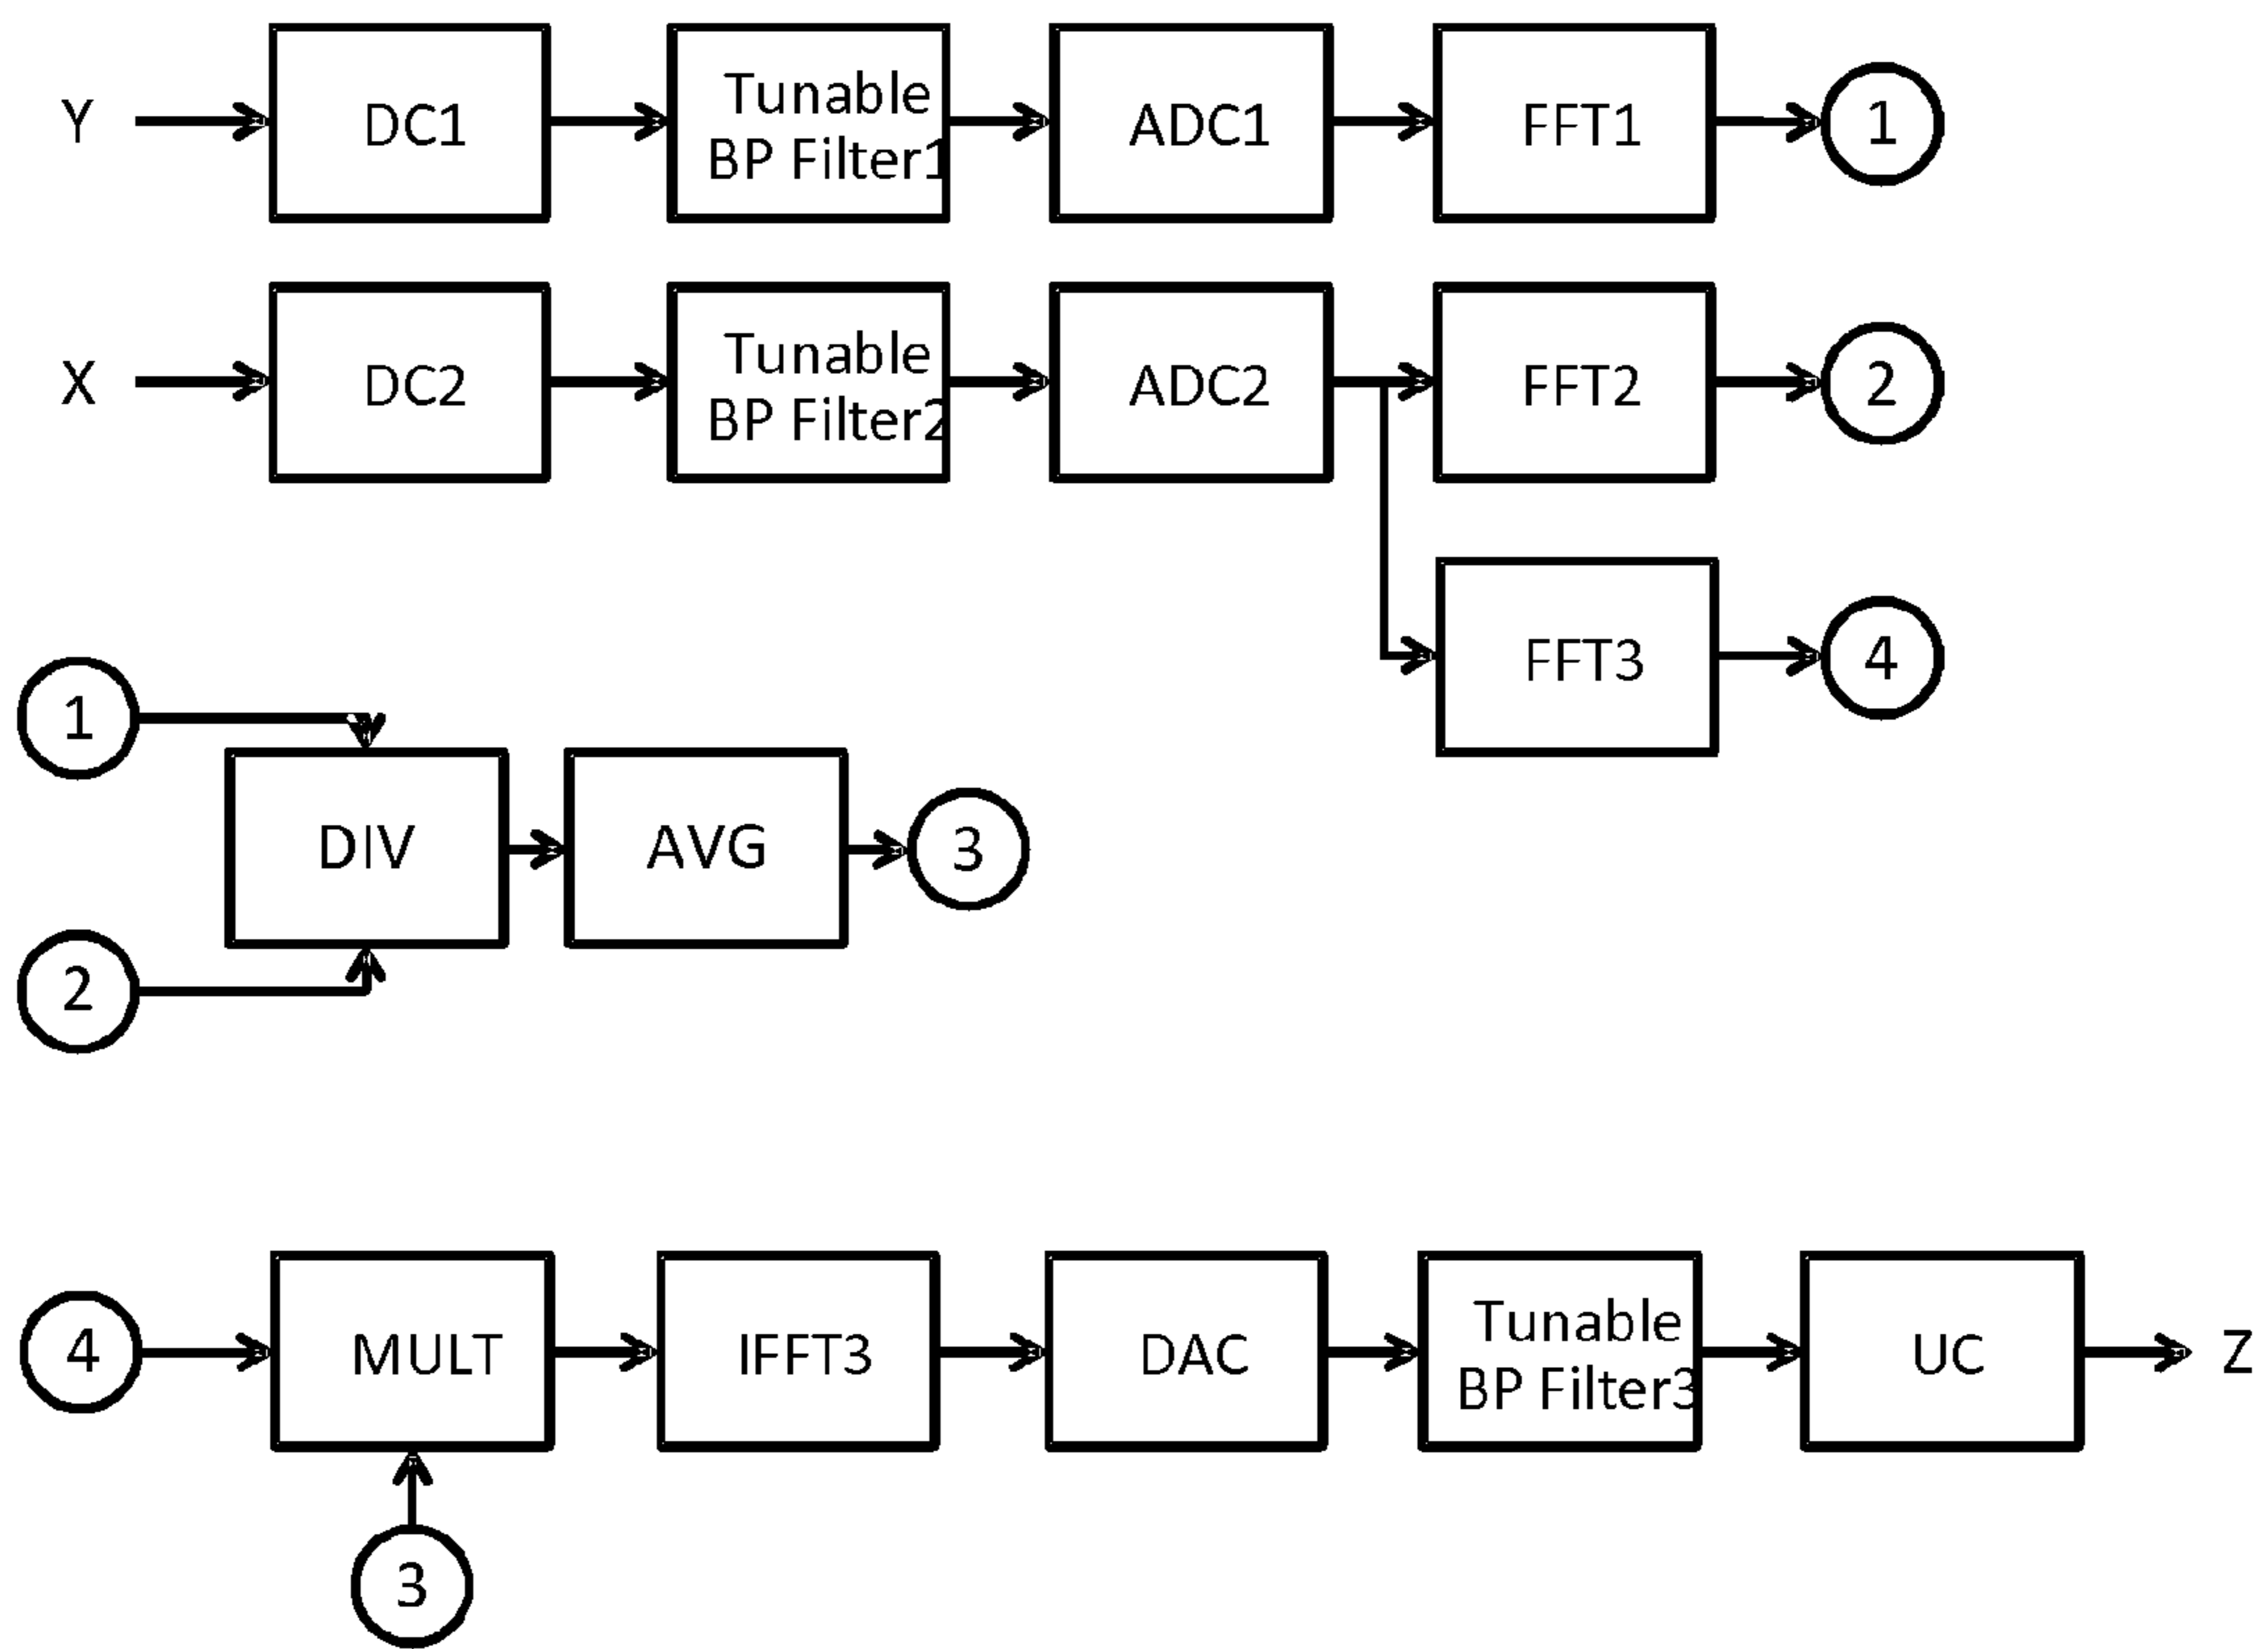 Y
DC1
Tunable
BP Filter1
ADC1
FFT1
1
X
DC2
Tunable
BP Filter2
ADC2
FFT2
2
FFT3
4
1
DIV
AVG
3
2
4
MULT
IFFT3
DAC
Tunable
BP Filter3
UC
Z
3